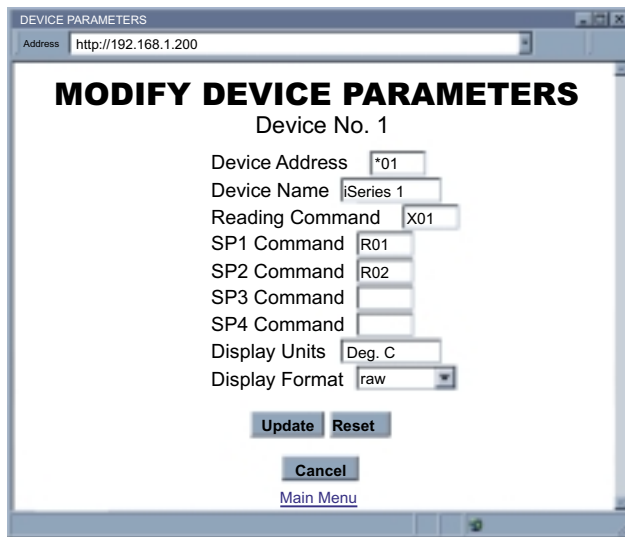 DEVICE PARAMETERS
Address http://192.168.1.200
MODIFY DEVICE PARAMETERS
Device No. 1
Device Address *01
Device Name iSeries 1
Reading Command X01
SP1 Command R01
SP2 Command R02
SP3 Command
SP4 Command
Display Units Deg. C
Display Format raw
Update Reset
Cancel
Main Menu